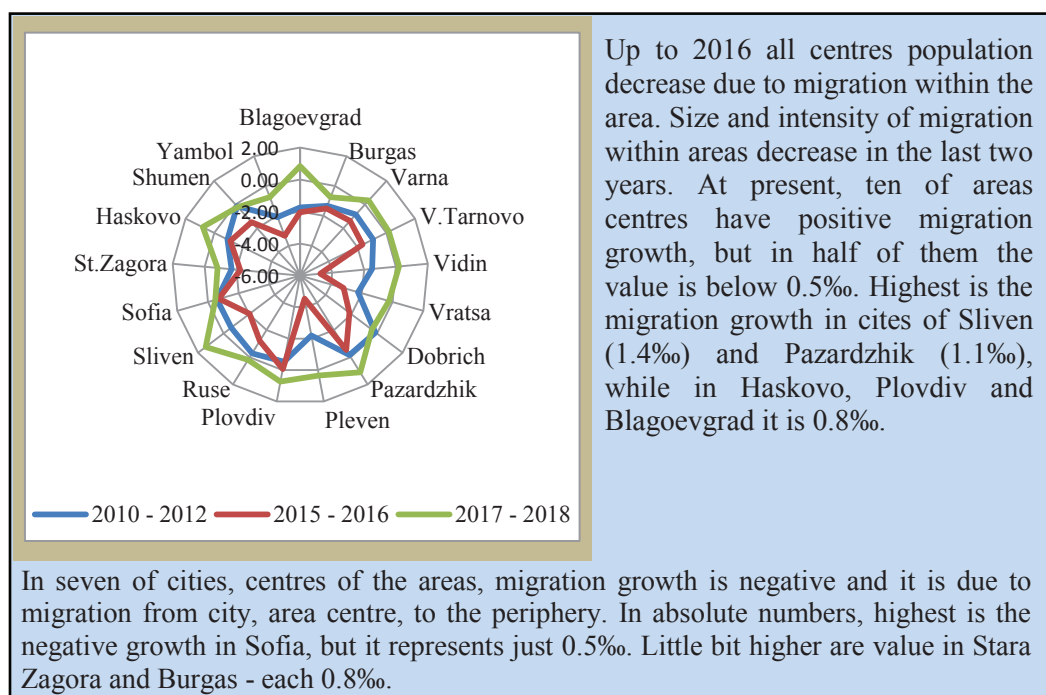 Blagoevgrad
Burgas
Varna
V.Tarnovo
Vidin
Vratsa
Dobrich
Pazardzhik
Pleven
Plovdiv
Ruse
Sliven
Sofia
St.Zagora
Haskovo
Shumen
Yambol
2.00
0.00
-2.00
-4.00
-6.00
2010 - 2012
2015 - 2016
2017 - 2018
Up to 2016 all centres population
decrease due to migration within the
area. Size and intensity of migration
within areas decrease in the last two
years. At present, ten of areas
centres have positive migration
growth, but in half of them the
value is below 0.5‰. Highest is the
migration growth in cites of Sliven
(1.4‰) and Pazardzhik (1.1‰),
while in Haskovo, Plovdiv and
Blagoevgrad it is 0.8‰.
In seven of cities, centres of the areas, migration growth is negative and it is due to
migration from city, area centre, to the periphery. In absolute numbers, highest is the
negative growth in Sofia, but it represents just 0.5‰. Little bit higher are value in Stara
Zagora and Burgas - each 0.8‰.